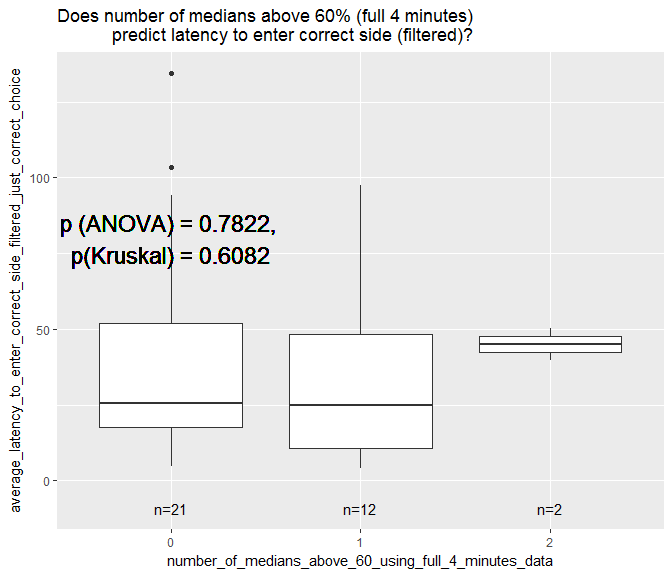 Does number of medians above 60% (full 4 minutes)
predict latency to enter correct side (filtered)?
average_latency_to_enter_correct_side_filtered_just_correct_choice
100
50
0
p (ANOVA) = 0.7822,
p(Kruskal) = 0.6082
n=21
n=12
n=2
0
1
2
number_of_medians_above_60_using_full_4_minutes_data